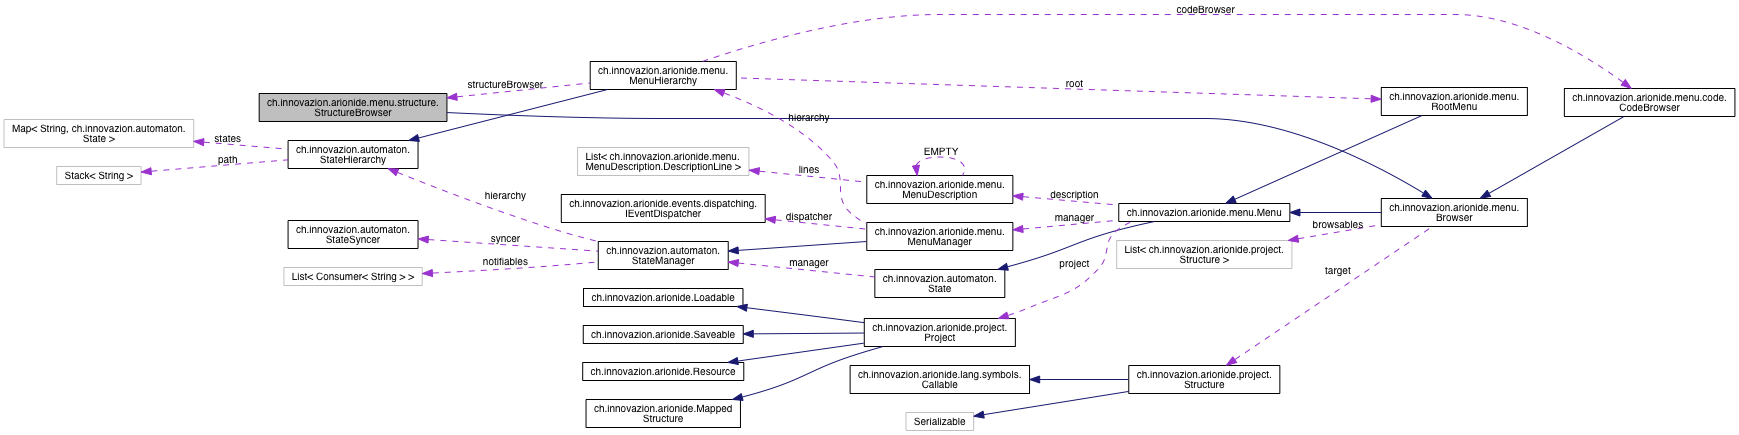 codeBrowser
ch.innovazion.arionide.menu.
MenuHierarchy
structureBrowser
root
ch.innovazion.arionide.menu.structure.
StructureBrowser
ch.innovazion.arionide.menu.
RootMenu
ch.innovazion.arionide.menu.code.
CodeBrowser
hierarchy
Map< String, ch.innovazion.automaton.
State >
states
path
Stack< String >
ch.innovazion.automaton.
StateHierarchy
List< ch.innovazion.arionide.menu.
MenuDescription.DescriptionLine >
lines
EMPTY
ch.innovazion.arionide.menu.
MenuDescription
description
hierarchy
ch.innovazion.arionide.events.dispatching.
IEventDispatcher
dispatcher
ch.innovazion.arionide.menu.
MenuManager
manager
ch.innovazion.arionide.menu.Menu
ch.innovazion.arionide.menu.
Browser
browsables
ch.innovazion.automaton.
StateSyncer
syncer
ch.innovazion.automaton.
StateManager
List< ch.innovazion.arionide.project.
Structure >
List< Consumer< String > >
notifiables
manager
ch.innovazion.automaton.
State
project
target
ch.innovazion.arionide.Loadable
ch.innovazion.arionide.Saveable
ch.innovazion.arionide.project.
Project
ch.innovazion.arionide.Resource
ch.innovazion.arionide.lang.symbols.
Callable
ch.innovazion.arionide.project.
Structure
ch.innovazion.arionide.Mapped
Structure
Serializable